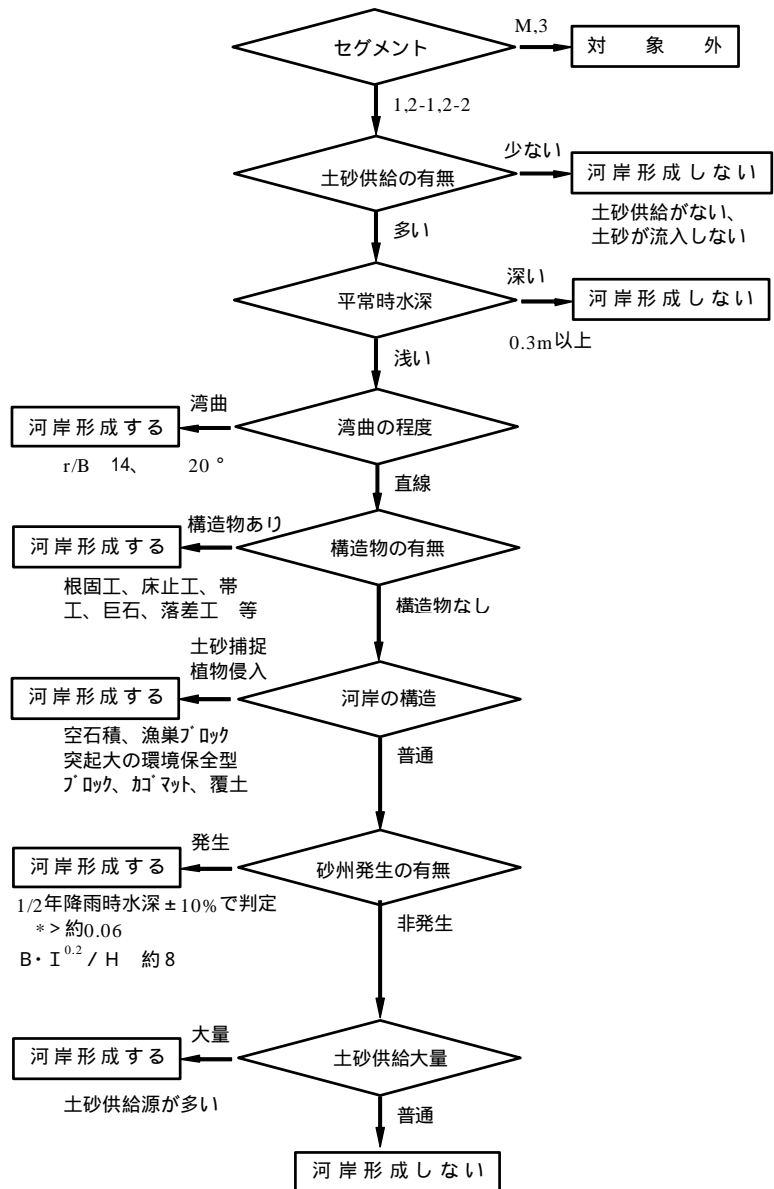 セグメント
M,3
対　象　外
1,2-1,2-2
土砂供給の有無
少ない
河岸形成しない
土砂供給がない、
土砂が流入しない
多い
平常時水深
深い
河岸形成しない
0.3m以上
浅い
湾曲の程度
湾曲
河岸形成する
r/B　14、　　20°
直線
構造物の有無
構造物あり
河岸形成する
根固工、床止工、帯
工、巨石、落差工　等
構造物なし
河岸の構造
土砂捕捉
植物侵入
河岸形成する
空石積、漁巣ﾌﾞﾛｯｸ
突起大の環境保全型
ﾌﾞﾛｯｸ、ｶｺﾞﾏｯﾄ、覆土
普通
砂州発生の有無
発生
河岸形成する
1/2年降雨時水深±10%で判定
*>約0.06
B・I^0.2/H　約8
非発生
土砂供給大量
大量
河岸形成する
土砂供給源が多い
普通
河岸形成しない